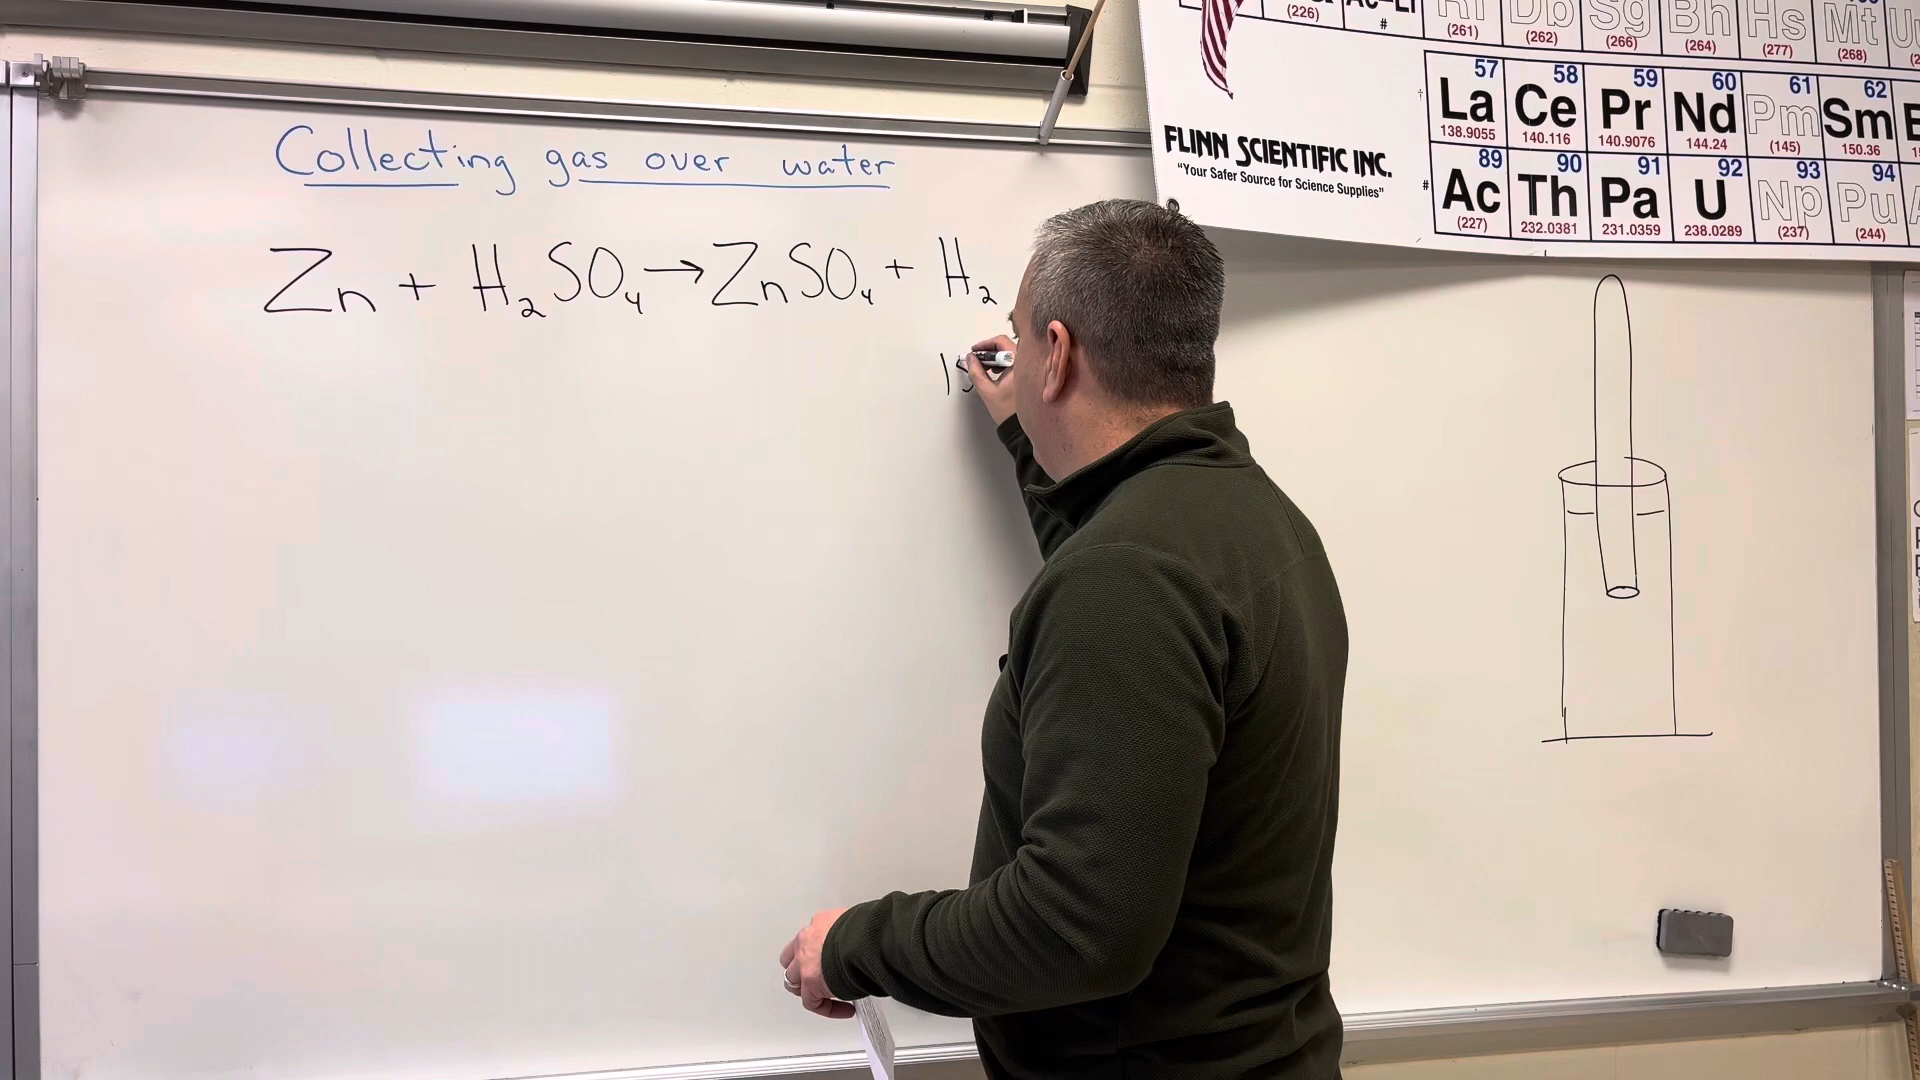 Collecting gas over water
Zn + H₂SO₄ → ZnSO₄ + H₂
15
(226) #
(261) (262) (266) (264) (277) (268)
Rf Db Sg Bh Hs Mt
57 58 59 60 61 62
La Ce Pr Nd Pm Sm
138.9055 140.116 140.9076 144.24 (145) 150.36
89 90 91 92 93 94
# Ac Th Pa U Np Pu
(227) 232.0381 231.0359 238.0289 (237) (244)
FLINN SCIENTIFIC INC.
“Your Safer Source for Science Supplies”